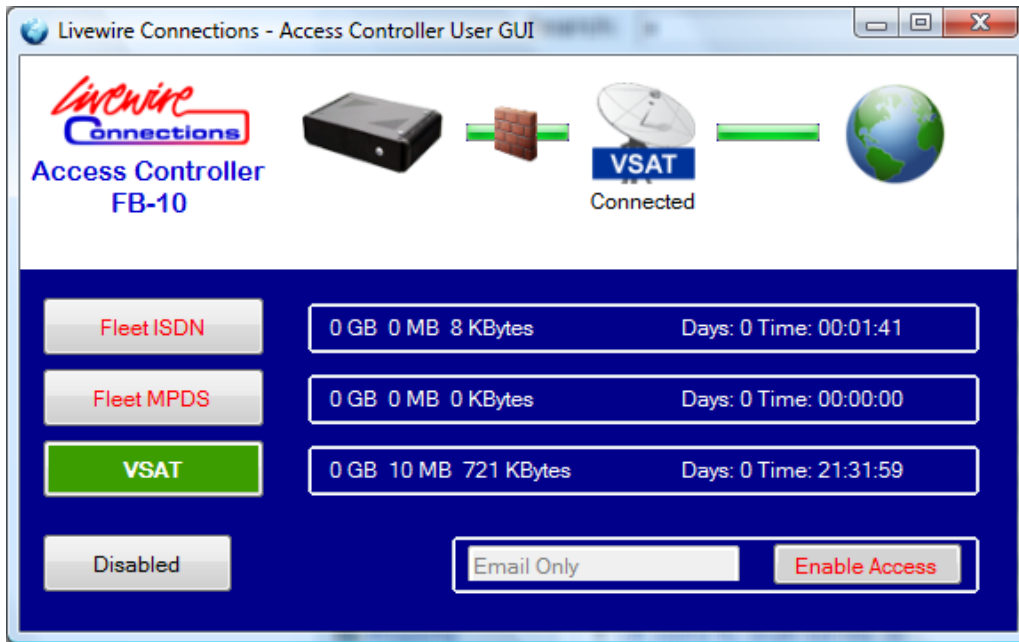 Livewire Connections - Access Controller User GUI
Livewire
Connections
Access Controller
FB-10
VSAT
Connected
Fleet ISDN
0 GB 0 MB 8 KBytes Days: 0 Time: 00:01:41
Fleet MPDS
0 GB 0 MB 0 KBytes Days: 0 Time: 00:00:00
VSAT
0 GB 10 MB 721 KBytes Days: 0 Time: 21:31:59
Disabled
Email Only
Enable Access